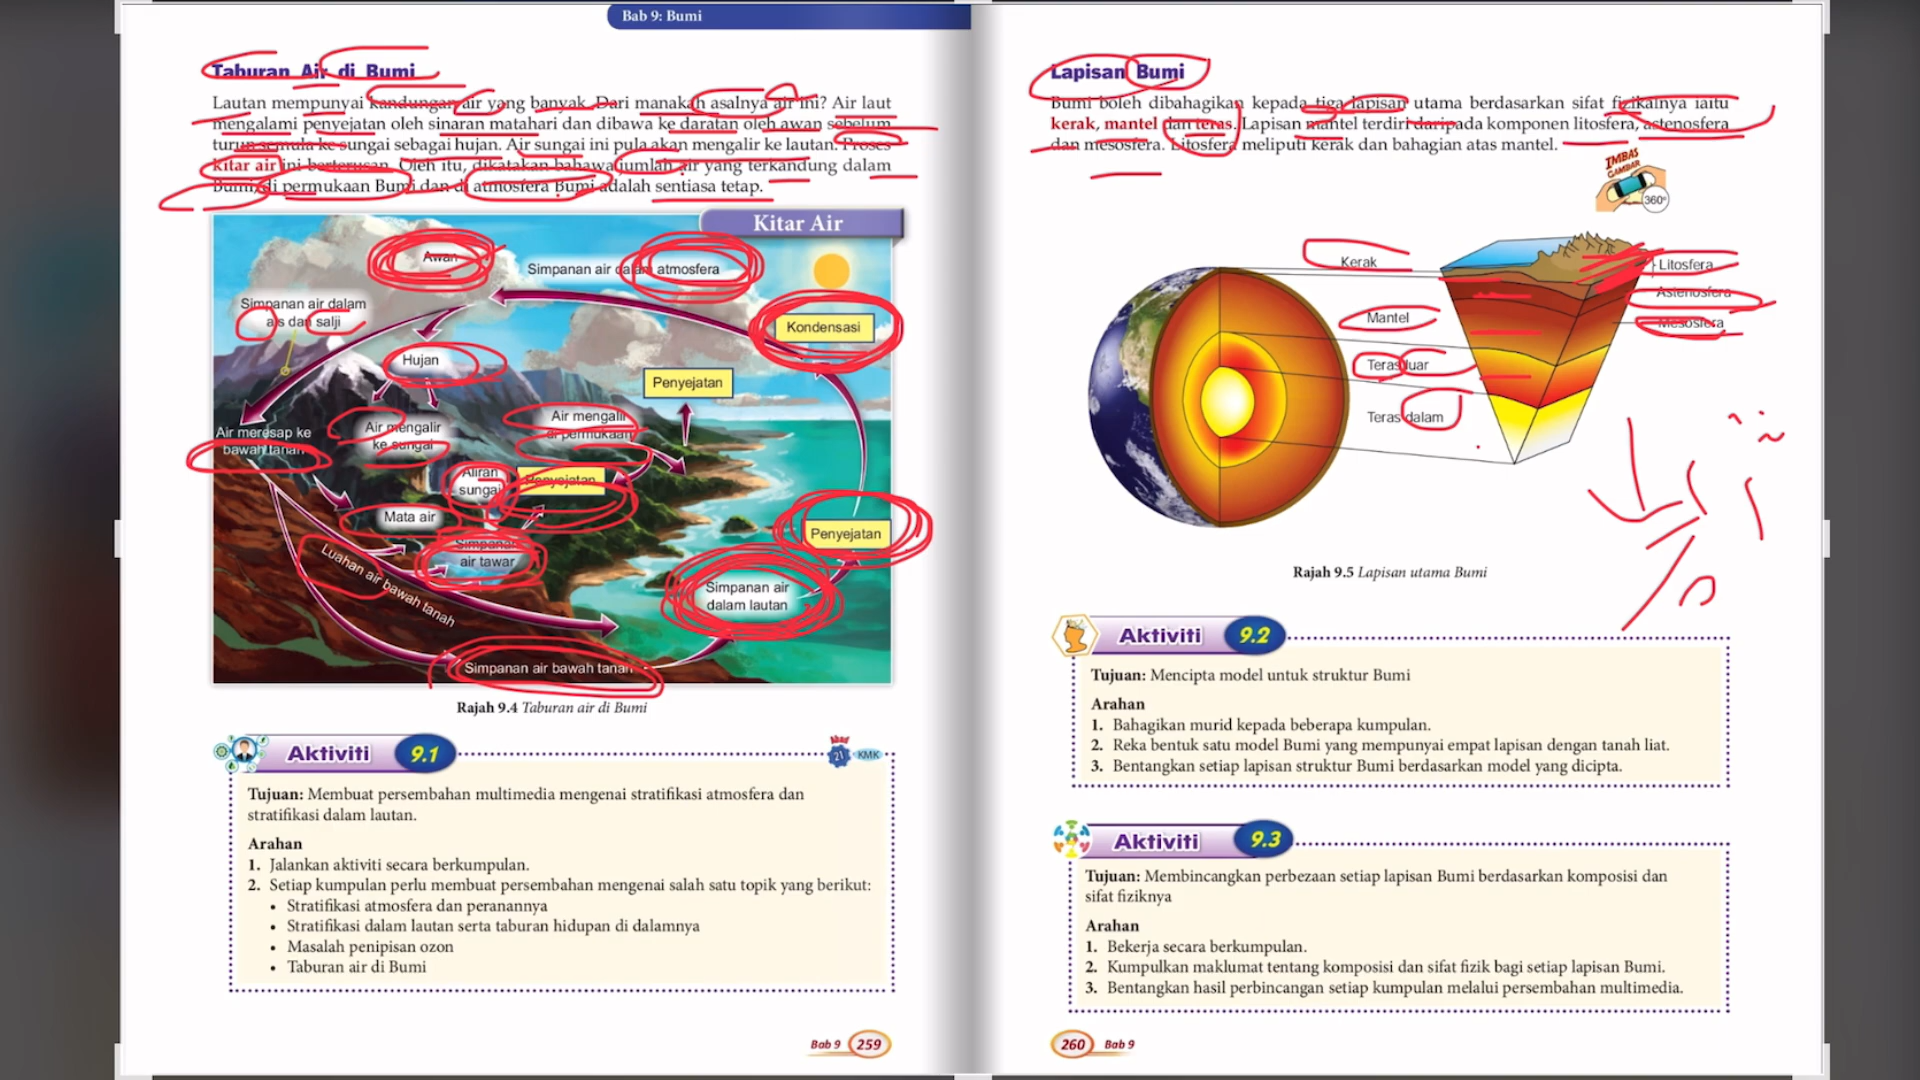 Bab 9: Bumi
Taburan Air di Bumi
Lautan mempunyai kandungan air yang banyak. Dari manakah asalnya air ini? Air laut
mengalami penyejatan oleh sinaran matahari dan dibawa ke daratan oleh awan sebelum
turun semula ke sungai sebagai hujan. Air sungai ini pula akan mengalir ke lautan. Proses
kitar air ini berterusan. Oleh itu, dikatakan bahawa jumlah air yang terkandung dalam
Bumi, di permukaan Bumi dan di atmosfera Bumi adalah sentiasa tetap.
Kitar Air
Awan
Simpanan air dalam atmosfera
Simpanan air dalam
ais dan salji
Kondensasi
Hujan
Penyejatan
Air mengalir
di permukaan
Air meresap ke
bawah tanah
Air mengalir
ke sungai
Aliran
sungai
Penyejatan
Mata air
Penyejatan
Simpanan
air tawar
Luahan air bawah tanah
Simpanan air
dalam lautan
Simpanan air bawah tanah
Rajah 9.4 Taburan air di Bumi
Aktiviti 9.1
21 KMK
Tujuan: Membuat persembahan multimedia mengenai stratifikasi atmosfera dan
stratifikasi dalam lautan.
Arahan
1. Jalankan aktiviti secara berkumpulan.
2. Setiap kumpulan perlu membuat persembahan mengenai salah satu topik yang berikut:
• Stratifikasi atmosfera dan peranannya
• Stratifikasi dalam lautan serta taburan hidupan di dalamnya
• Masalah penipisan ozon
• Taburan air di Bumi
Bab 9 259
Lapisan Bumi
Bumi boleh dibahagikan kepada tiga lapisan utama berdasarkan sifat fizikalnya iaitu
kerak, mantel dan teras. Lapisan mantel terdiri daripada komponen litosfera, astenosfera
dan mesosfera. Litosfera meliputi kerak dan bahagian atas mantel.
IMBAS
GAMBAR
360°
Kerak
Litosfera
Astenosfera
Mantel
Mesosfera
Teras luar
Teras dalam
Rajah 9.5 Lapisan utama Bumi
Aktiviti 9.2
Tujuan: Mencipta model untuk struktur Bumi
Arahan
1. Bahagikan murid kepada beberapa kumpulan.
2. Reka bentuk satu model Bumi yang mempunyai empat lapisan dengan tanah liat.
3. Bentangkan setiap lapisan struktur Bumi berdasarkan model yang dicipta.
Aktiviti 9.3
Tujuan: Membincangkan perbezaan setiap lapisan Bumi berdasarkan komposisi dan
sifat fiziknya
Arahan
1. Bekerja secara berkumpulan.
2. Kumpulkan maklumat tentang komposisi dan sifat fizik bagi setiap lapisan Bumi.
3. Bentangkan hasil perbincangan setiap kumpulan melalui persembahan multimedia.
260 Bab 9